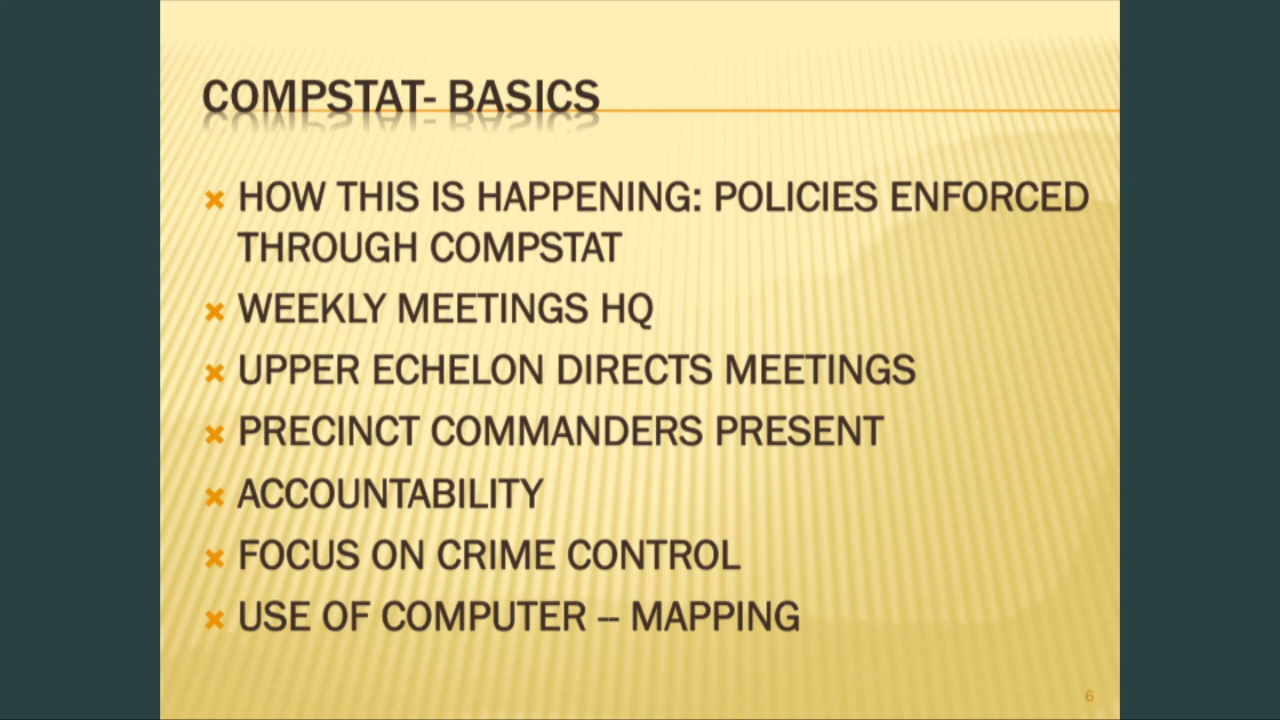 COMPSTAT- BASICS
HOW THIS IS HAPPENING: POLICIES ENFORCED
THROUGH COMPSTAT
WEEKLY MEETINGS HQ
UPPER ECHELON DIRECTS MEETINGS
PRECINCT COMMANDERS PRESENT
ACCOUNTABILITY
FOCUS ON CRIME CONTROL
USE OF COMPUTER -- MAPPING
6